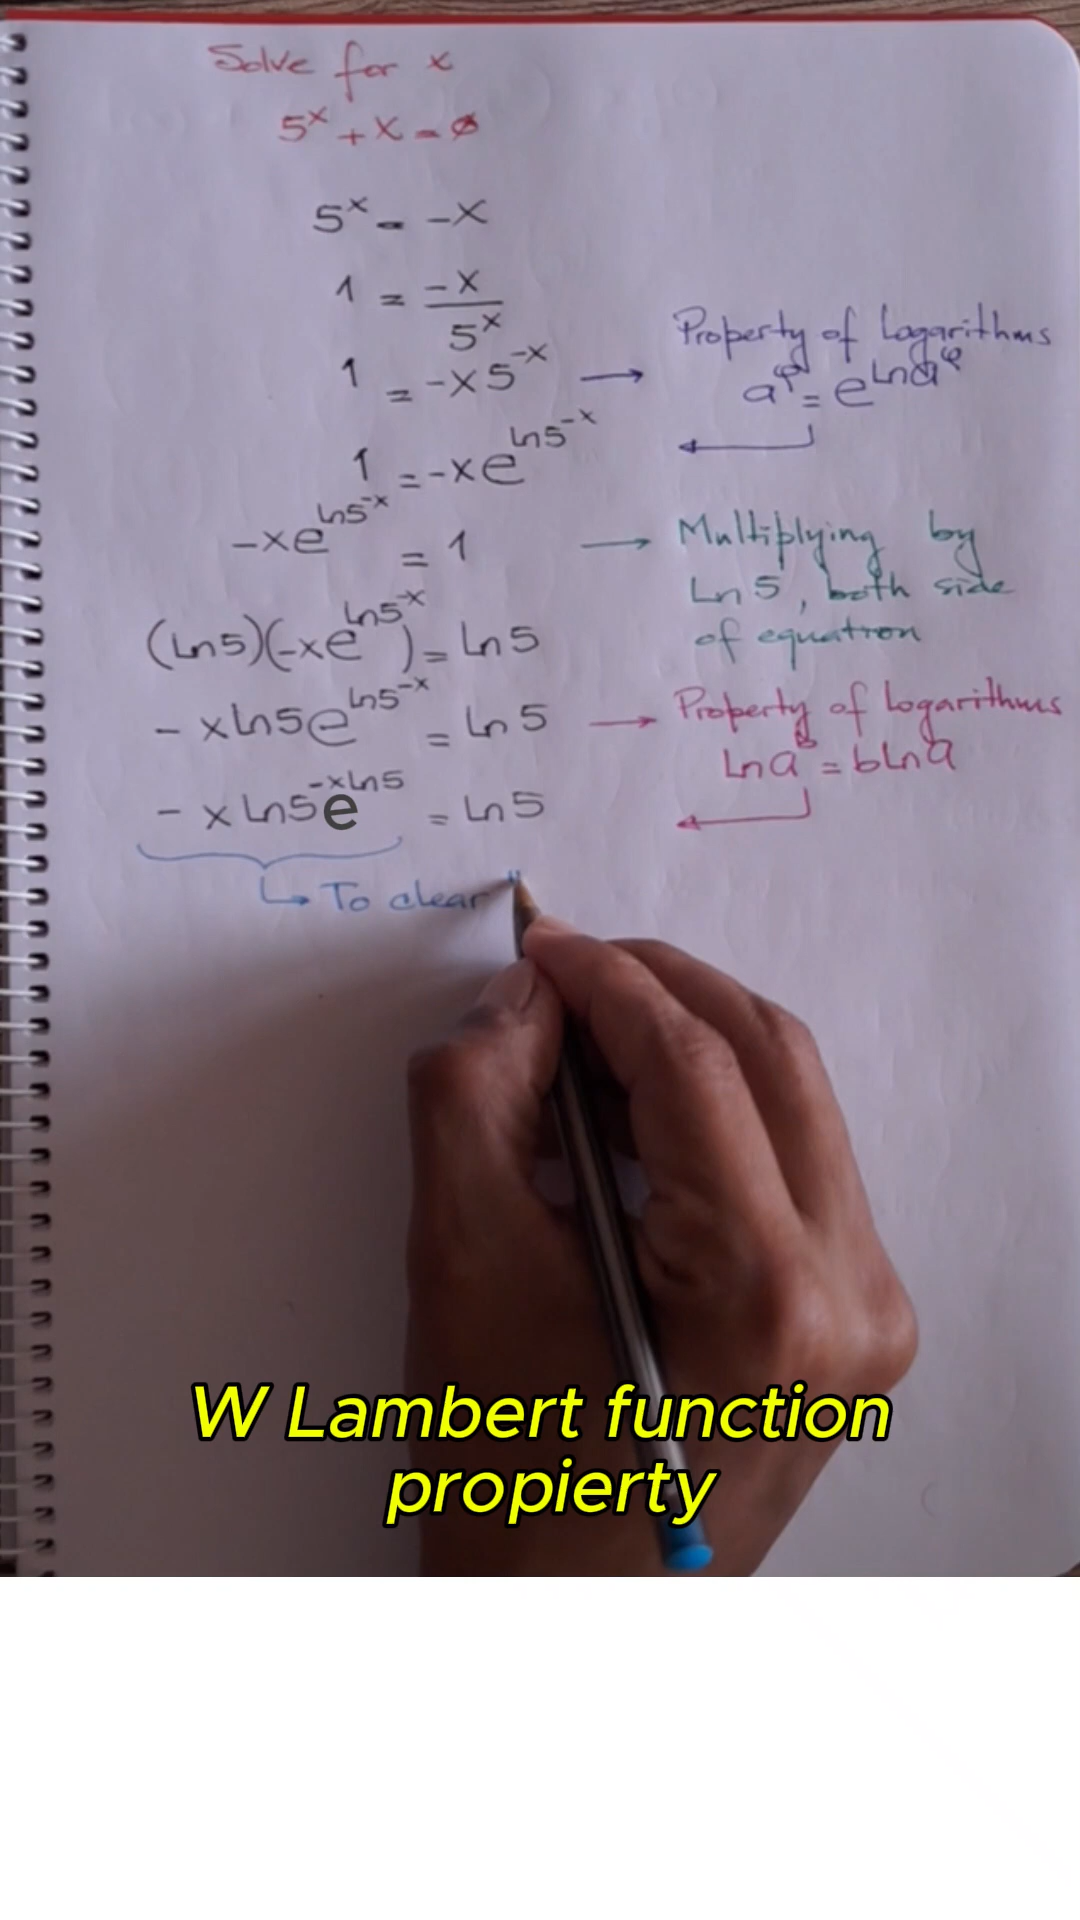 Solve for x
5^x + x = 0
5^x = -x
1 = -x/5^x
1 = -x5^-x → Property of Logarithms
a^φ = e^Lna^φ
1 = -xe^ln5^-x
-xe^ln5^-x = 1 → Multiplying by
Ln5, both side
of equation
(Ln5)(-xe^ln5^-x) = Ln5
- xln5e^ln5^-x = Ln5 → Property of Logarithms
Lna^b = bLna
- xLn5e^-xLn5 = Ln5
↳ To clear "
W Lambert function
propierty